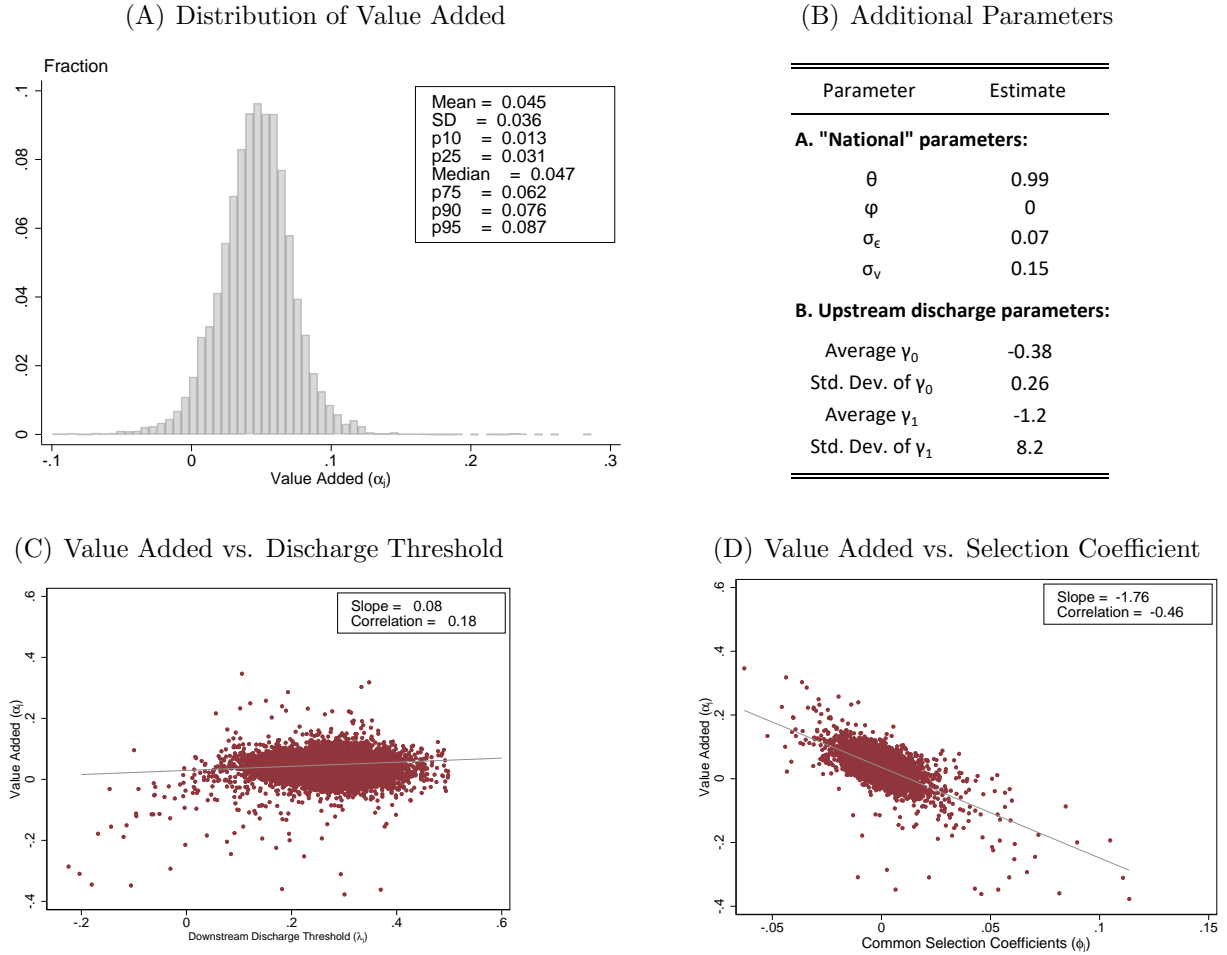 (A) Distribution of Value Added
Fraction
.1
.08
.06
.04
.02
0
-.1 0 .1 .2 .3
Value Added (αj)
Mean = 0.045
SD = 0.036
p10 = 0.013
p25 = 0.031
Median = 0.047
p75 = 0.062
p90 = 0.076
p95 = 0.087
(B) Additional Parameters
Parameter Estimate
A. "National" parameters:
θ 0.99
φ 0
σϵ 0.07
σv 0.15
B. Upstream discharge parameters:
Average γ0 -0.38
Std. Dev. of γ0 0.26
Average γ1 -1.2
Std. Dev. of γ1 8.2
(C) Value Added vs. Discharge Threshold
Slope = 0.08
Correlation = 0.18
Value Added (αj)
.6
.4
.2
0
-.2
-.4
-.2 0 .2 .4 .6
Downstream Discharge Threshold (λj)
(D) Value Added vs. Selection Coefficient
Slope = -1.76
Correlation = -0.46
Value Added (αj)
.6
.4
.2
0
-.2
-.4
-.05 0 .05 .1 .15
Common Selection Coefficients (ϕj)